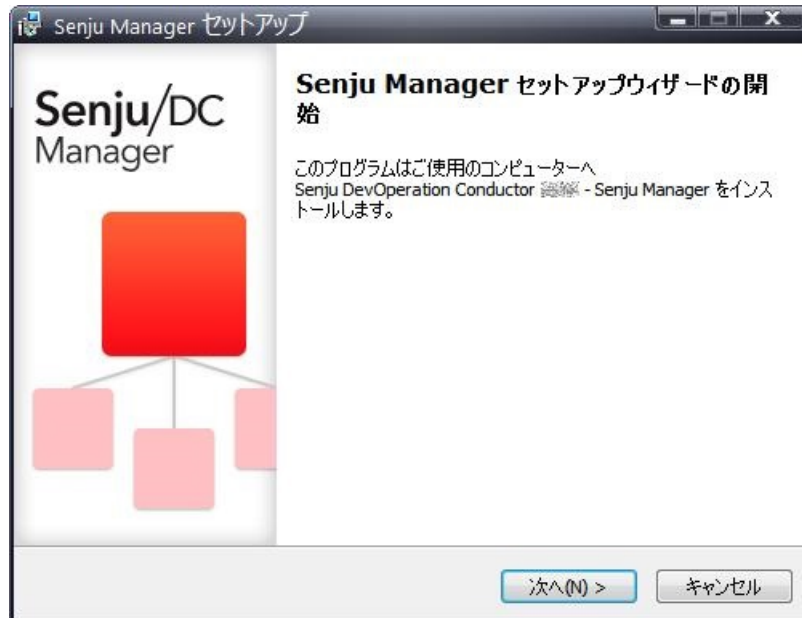 Senju Manager セットアップ
Senju/DC
Manager
Senju Manager セットアップウィザードの開
始
このプログラムはご使用のコンピューターへ
Senju DevOperation Conductor - Senju Manager をインス
トールします。
次へ(N) >
キャンセル